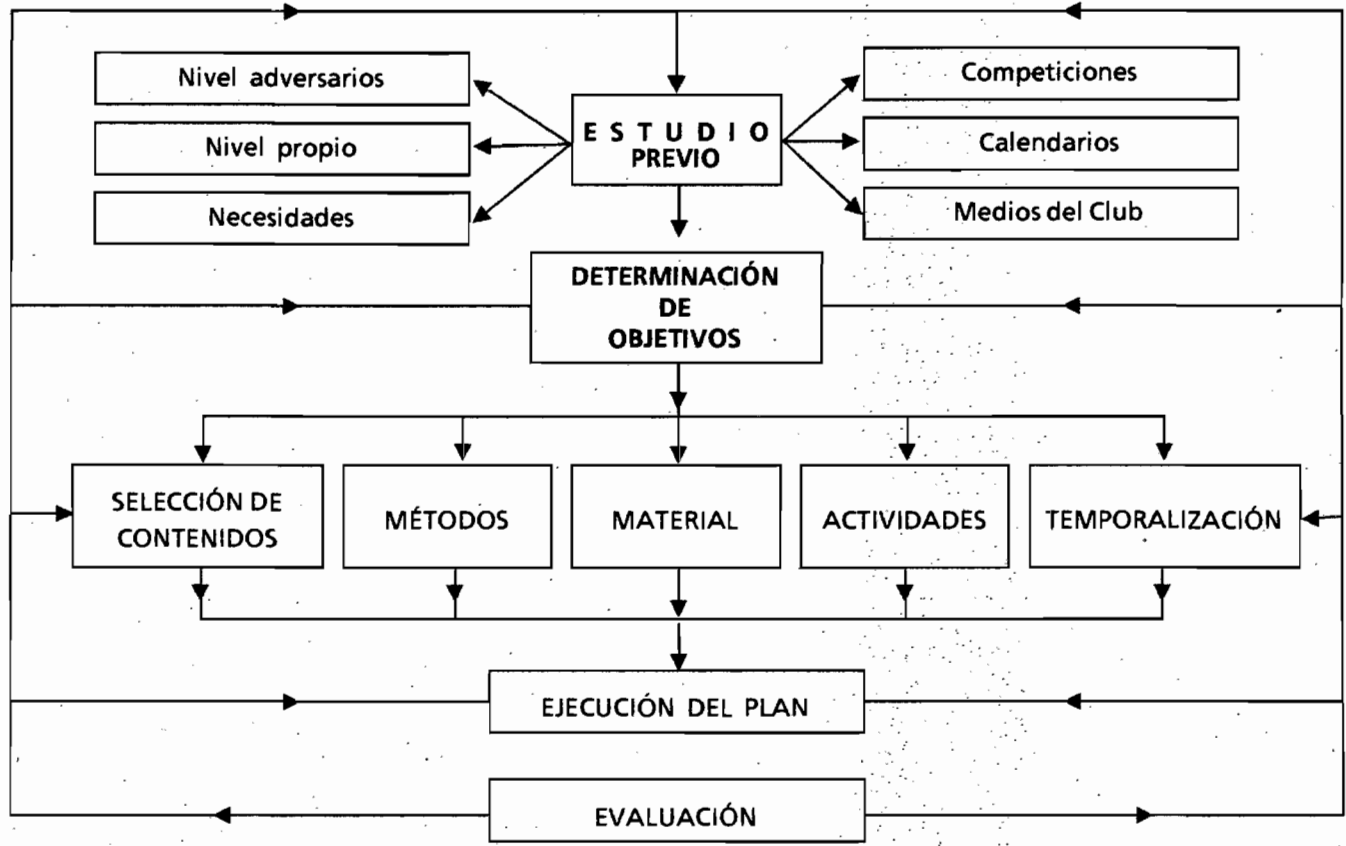 Nivel adversarios
Nivel propio
Necesidades
ESTUDIO
PREVIO
Competiciones
Calendarios
Medios del Club
DETERMINACIÓN
DE
OBJETIVOS
SELECCIÓN DE
CONTENIDOS
MÉTODOS
MATERIAL
ACTIVIDADES
TEMPORALIZACIÓN
EJECUCIÓN DEL PLAN
EVALUACIÓN